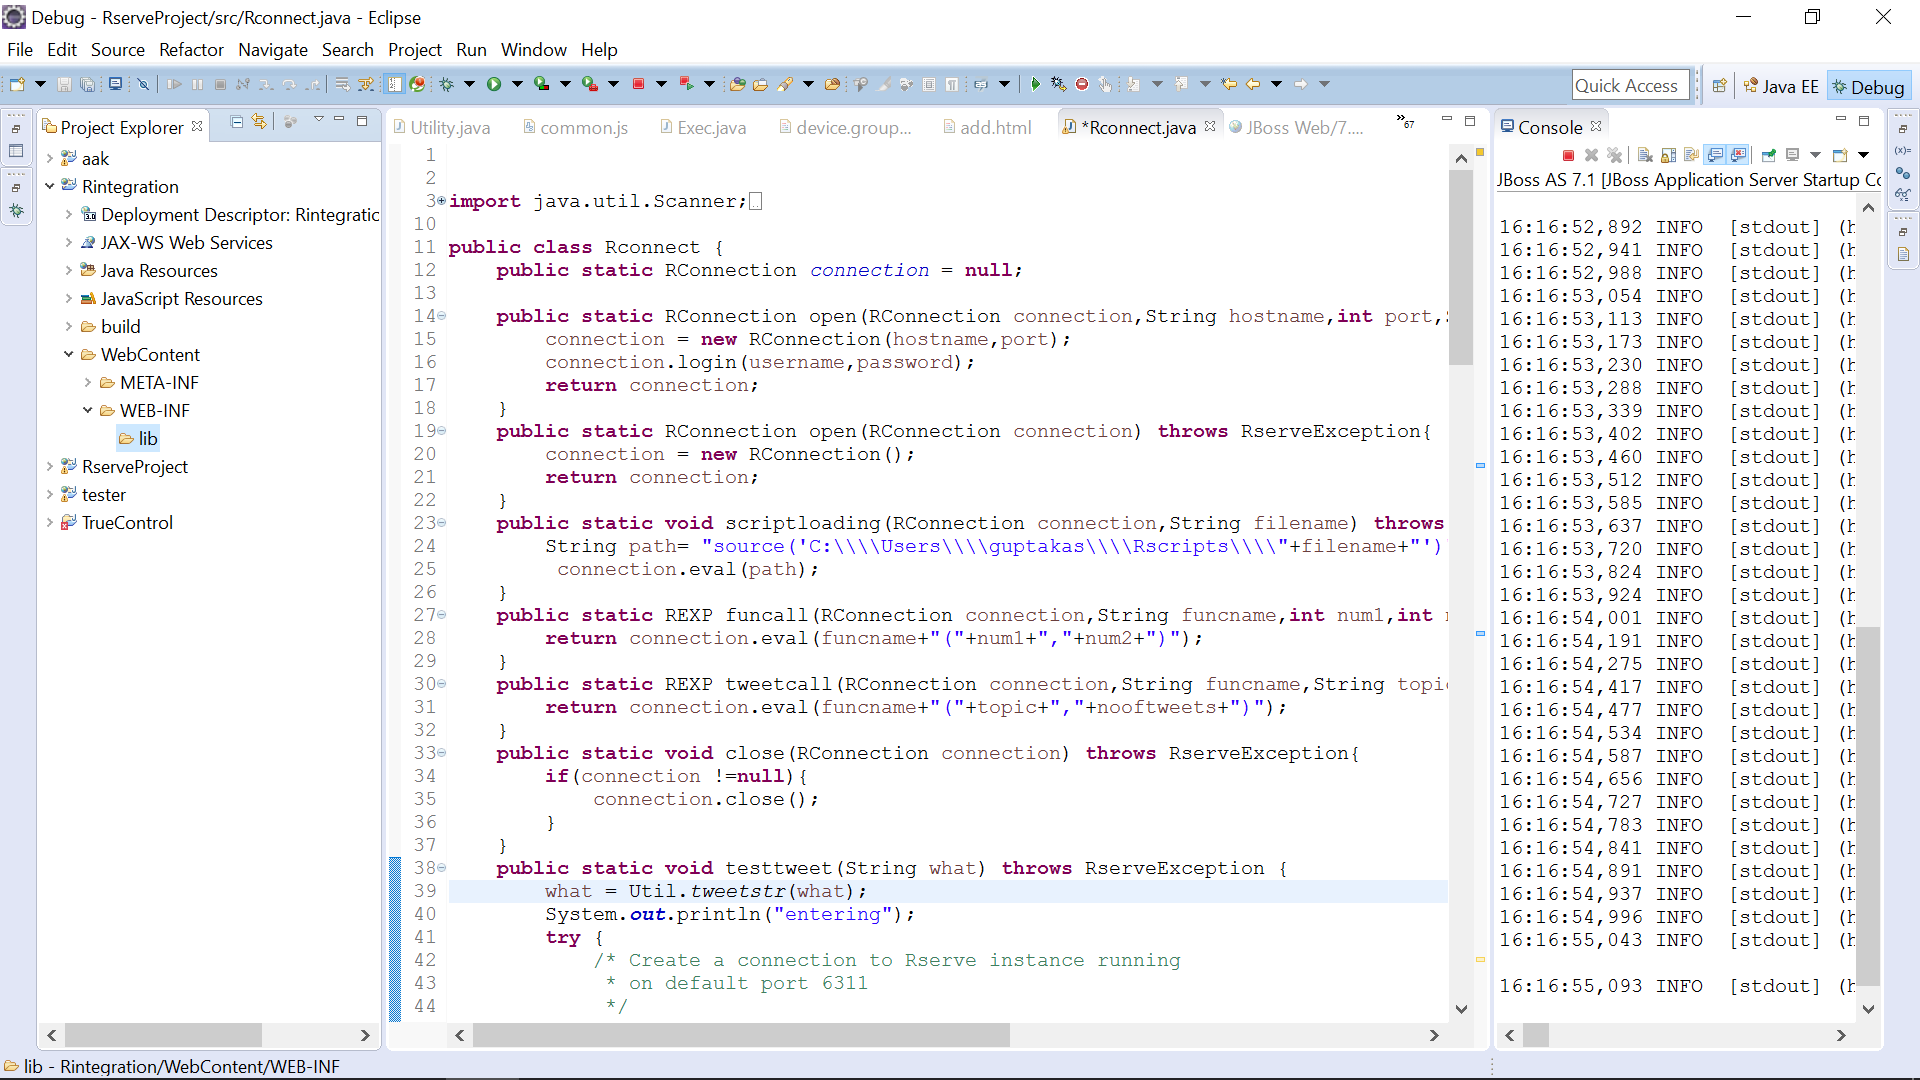 Debug - RserveProject/src/Rconnect.java - Eclipse
File Edit Source Refactor Navigate Search Project Run Window Help
Quick Access
Java EE
Debug
Project Explorer
aak
Rintegration
Deployment Descriptor: Rintegratic
JAX-WS Web Services
Java Resources
JavaScript Resources
build
WebContent
META-INF
WEB-INF
lib
RserveProject
tester
TrueControl
Utility.java common.js Exec.java device.group... add.html *Rconnect.java JBoss Web/7.... »67
1
2
3 import java.util.Scanner;
10
11 public class Rconnect {
12 public static RConnection connection = null;
13
14 public static RConnection open(RConnection connection,String hostname,int port,
15 connection = new RConnection(hostname,port);
16 connection.login(username,password);
17 return connection;
18 }
19 public static RConnection open(RConnection connection) throws RserveException{
20 connection = new RConnection();
21 return connection;
22 }
23 public static void scriptloading(RConnection connection,String filename) throws
24 String path= "source('C:\\\\Users\\\\guptakas\\\\Rscripts\\\\"+filename+"')
25 connection.eval(path);
26 }
27 public static REXP funcall(RConnection connection,String funcname,int num1,int
28 return connection.eval(funcname+"("+num1+","+num2+")");
29 }
30 public static REXP tweetcall(RConnection connection,String funcname,String topi
31 return connection.eval(funcname+"("+topic+","+nooftweets+")");
32 }
33 public static void close(RConnection connection) throws RserveException{
34 if(connection !=null){
35 connection.close();
36 }
37 }
38 public static void testtweet(String what) throws RserveException {
39 what = Util.tweetstr(what);
40 System.out.println("entering");
41 try {
42 /* Create a connection to Rserve instance running
43 * on default port 6311
44 */
Console
JBoss AS 7.1 [JBoss Application Server Startup Co
16:16:52,892 INFO [stdout] (h
16:16:52,941 INFO [stdout] (h
16:16:52,988 INFO [stdout] (h
16:16:53,054 INFO [stdout] (h
16:16:53,113 INFO [stdout] (h
16:16:53,173 INFO [stdout] (h
16:16:53,230 INFO [stdout] (h
16:16:53,288 INFO [stdout] (h
16:16:53,339 INFO [stdout] (h
16:16:53,402 INFO [stdout] (h
16:16:53,460 INFO [stdout] (h
16:16:53,512 INFO [stdout] (h
16:16:53,585 INFO [stdout] (h
16:16:53,637 INFO [stdout] (h
16:16:53,720 INFO [stdout] (h
16:16:53,824 INFO [stdout] (h
16:16:53,924 INFO [stdout] (h
16:16:54,001 INFO [stdout] (h
16:16:54,191 INFO [stdout] (h
16:16:54,275 INFO [stdout] (h
16:16:54,417 INFO [stdout] (h
16:16:54,477 INFO [stdout] (h
16:16:54,534 INFO [stdout] (h
16:16:54,587 INFO [stdout] (h
16:16:54,656 INFO [stdout] (h
16:16:54,727 INFO [stdout] (h
16:16:54,783 INFO [stdout] (h
16:16:54,841 INFO [stdout] (h
16:16:54,891 INFO [stdout] (h
16:16:54,937 INFO [stdout] (h
16:16:54,996 INFO [stdout] (h
16:16:55,043 INFO [stdout] (h
16:16:55,093 INFO [stdout] (h
lib - Rintegration/WebContent/WEB-INF